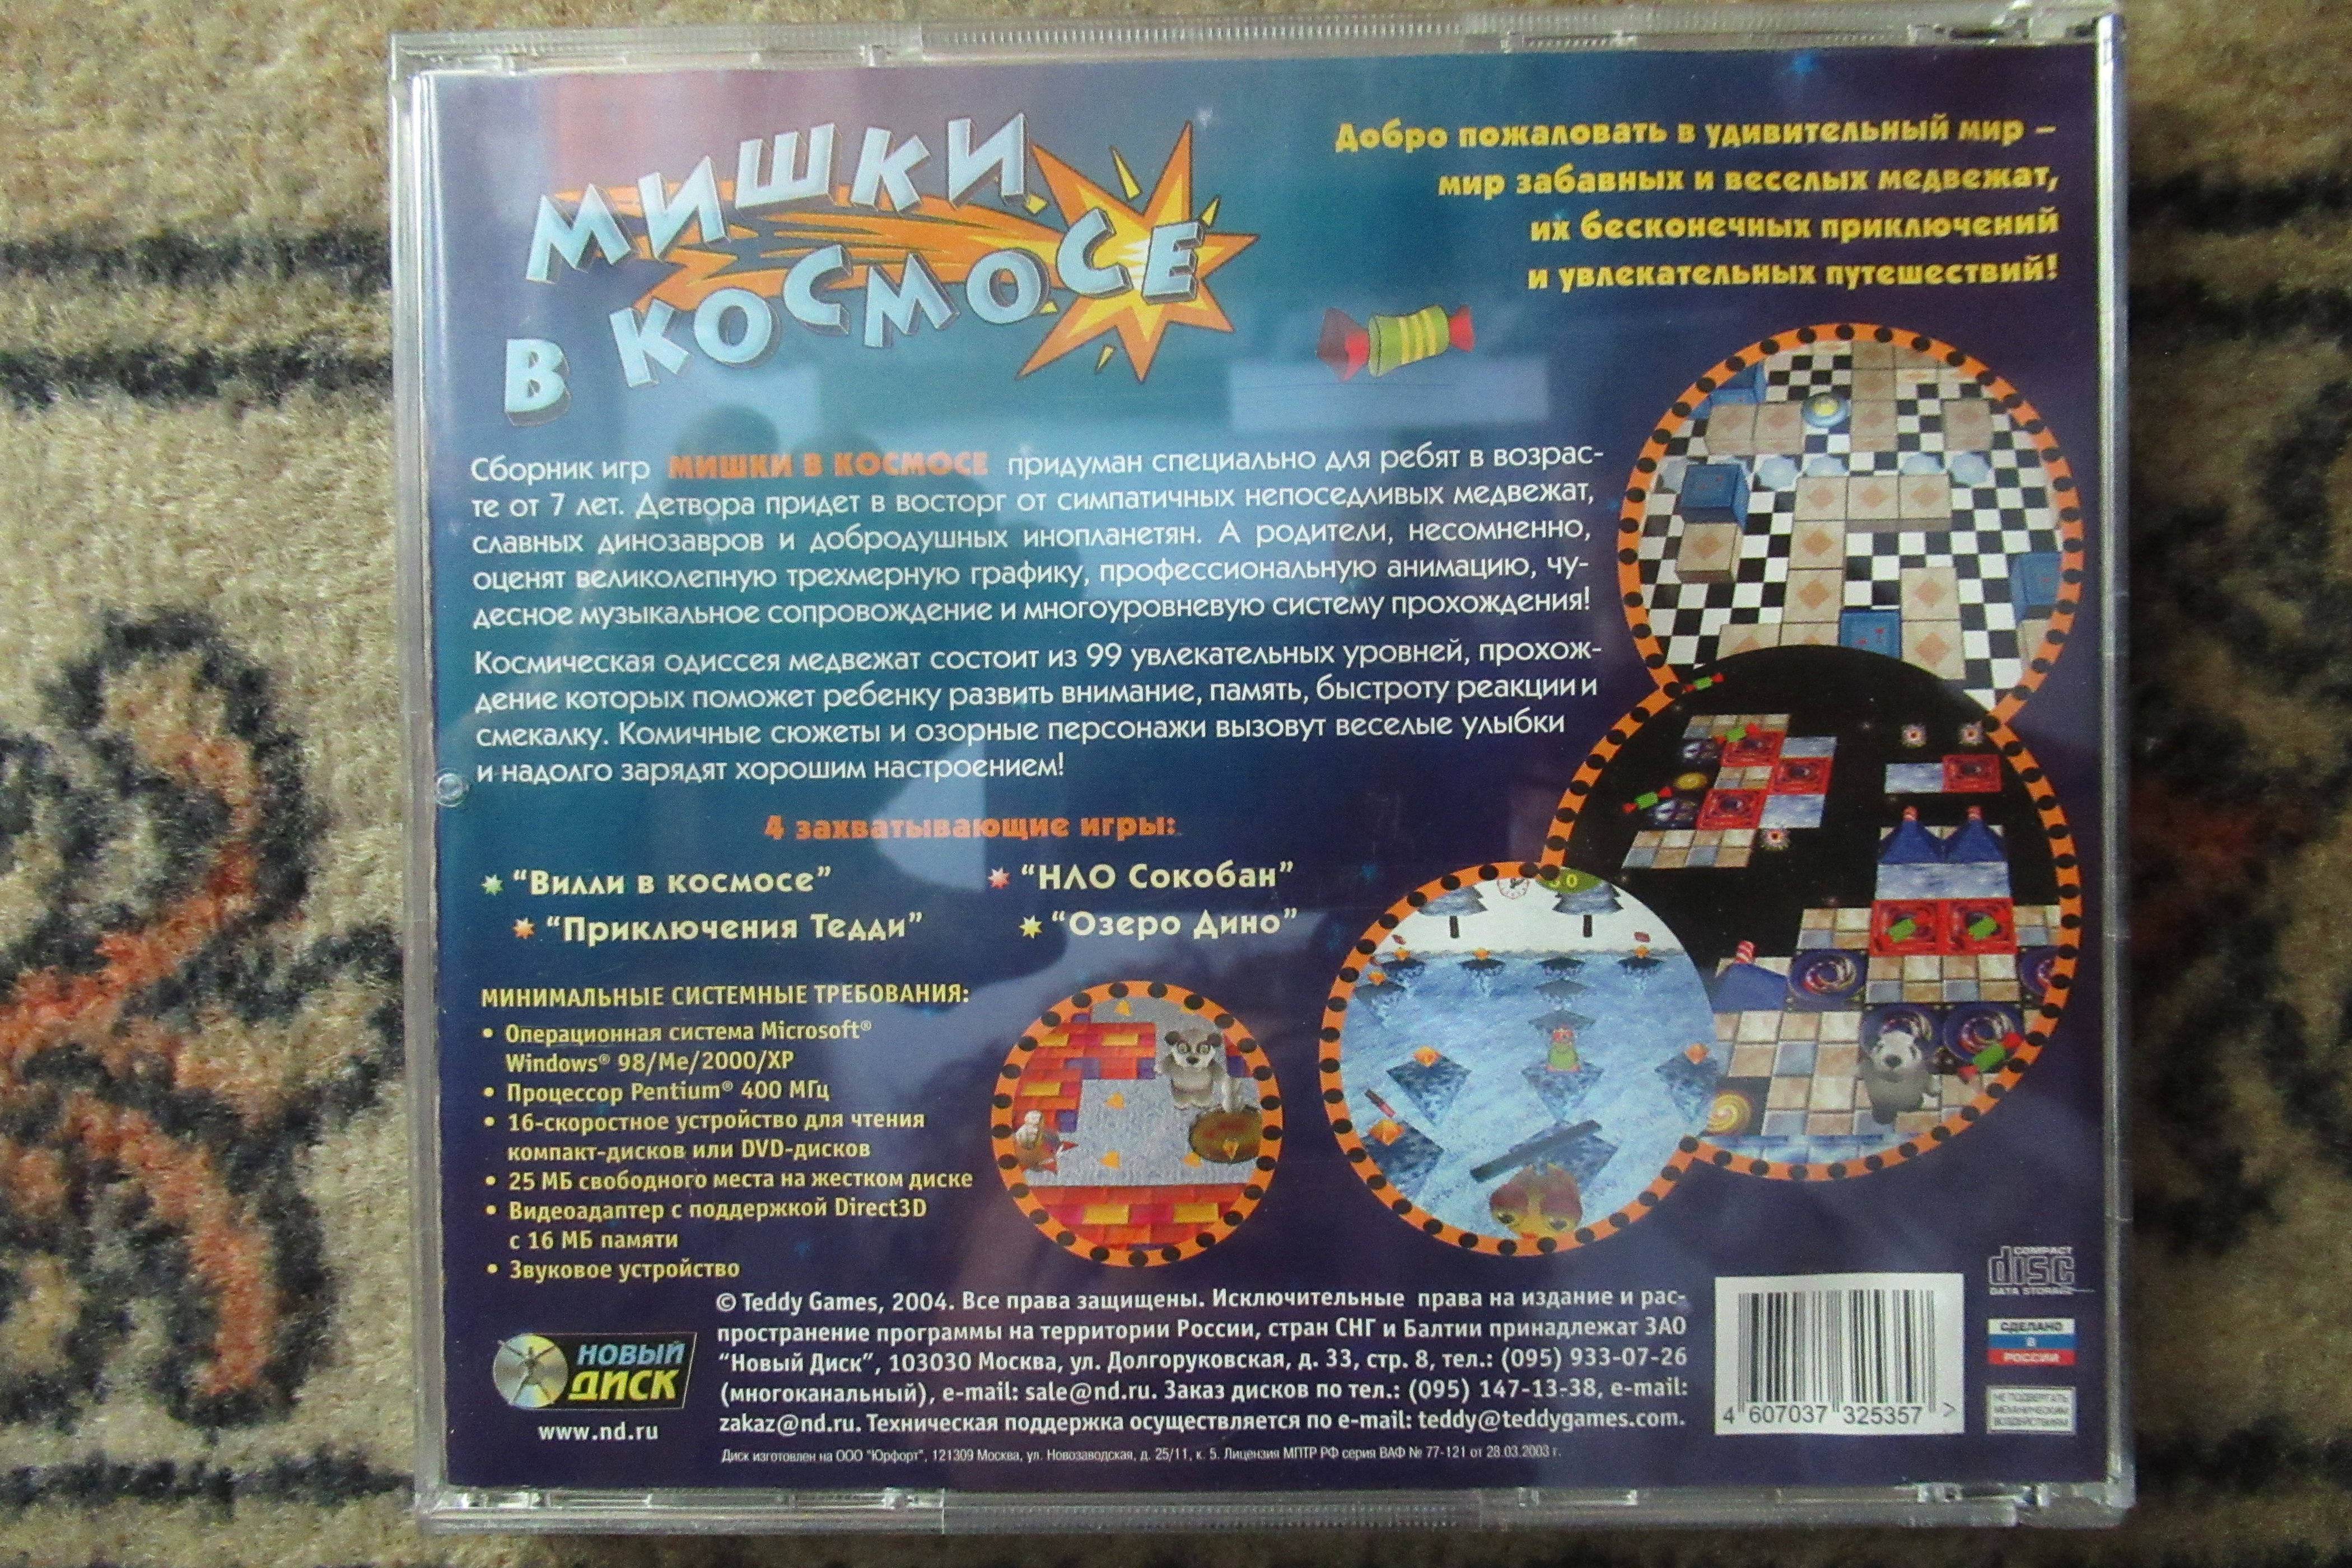 МИШКИ
В КОСМОСЕ
Добро пожаловать в удивительный мир –
мир забавных и веселых медвежат,
их бесконечных приключений
и увлекательных путешествий!
Сборник игр МИШКИ В КОСМОСЕ придуман специально для ребят в возрас-
те от 7 лет. Детвора придет в восторг от симпатичных непоседливых медвежат,
славных динозавров и добродушных инопланетян. А родители, несомненно,
оценят великолепную трехмерную графику, профессиональную анимацию, чу-
десное музыкальное сопровождение и многоуровневую систему прохождения!
Космическая одиссея медвежат состоит из 99 увлекательных уровней, прохож-
дение которых поможет ребенку развить внимание, память, быстроту реакции и
смекалку. Комичные сюжеты и озорные персонажи вызовут веселые улыбки
и надолго зарядят хорошим настроением!
4 захватывающие игры:
"Вилли в космосе"
"НЛО Сокобан"
"Приключения Тедди"
"Озеро Дино"
МИНИМАЛЬНЫЕ СИСТЕМНЫЕ ТРЕБОВАНИЯ:
• Операционная система Microsoft®
Windows® 98/Me/2000/XP
• Процессор Pentium® 400 МГц
• 16-скоростное устройство для чтения
компакт-дисков или DVD-дисков
• 25 МБ свободного места на жестком диске
• Видеоадаптер с поддержкой Direct3D
с 16 МБ памяти
• Звуковое устройство
НОВЫЙ
ДИСК
www.nd.ru
© Teddy Games, 2004. Все права защищены. Исключительные права на издание и рас-
пространение программы на территории России, стран СНГ и Балтии принадлежат ЗАО
"Новый Диск", 103030 Москва, ул. Долгоруковская, д. 33, стр. 8, тел.: (095) 933-07-26
(многоканальный), e-mail: sale@nd.ru. Заказ дисков по тел.: (095) 147-13-38, e-mail:
zakaz@nd.ru. Техническая поддержка осуществляется по e-mail: teddy@teddygames.com.
Диск изготовлен на ООО "Юрфорт", 121309 Москва, ул. Новозаводская, д. 25/11, к. 5. Лицензия МПТР РФ серия ВАФ № 77-121 от 28.03.2003 г.
4 607037 325357 >
COMPACT
disc
DATA STORAGE
СДЕЛАНО
В
РОССИИ
НЕ ПОДВЕРГАТЬ
МЕХАНИЧЕСКИМ
ВОЗДЕЙСТВИЯМ